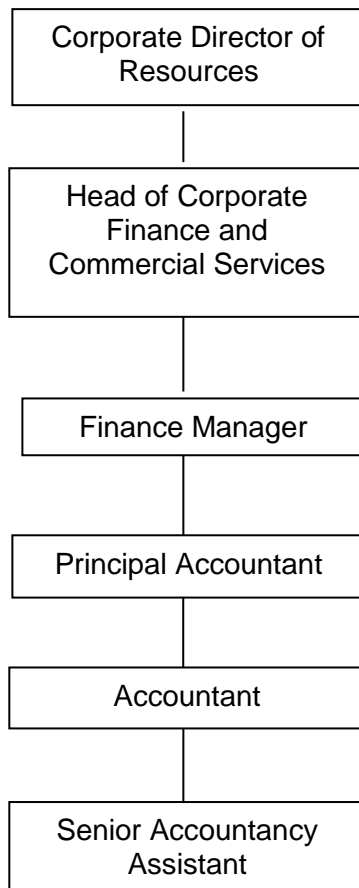 Corporate Director of
Resources
Head of Corporate
Finance and
Commercial Services
Finance Manager
Principal Accountant
Accountant
Senior Accountancy
Assistant